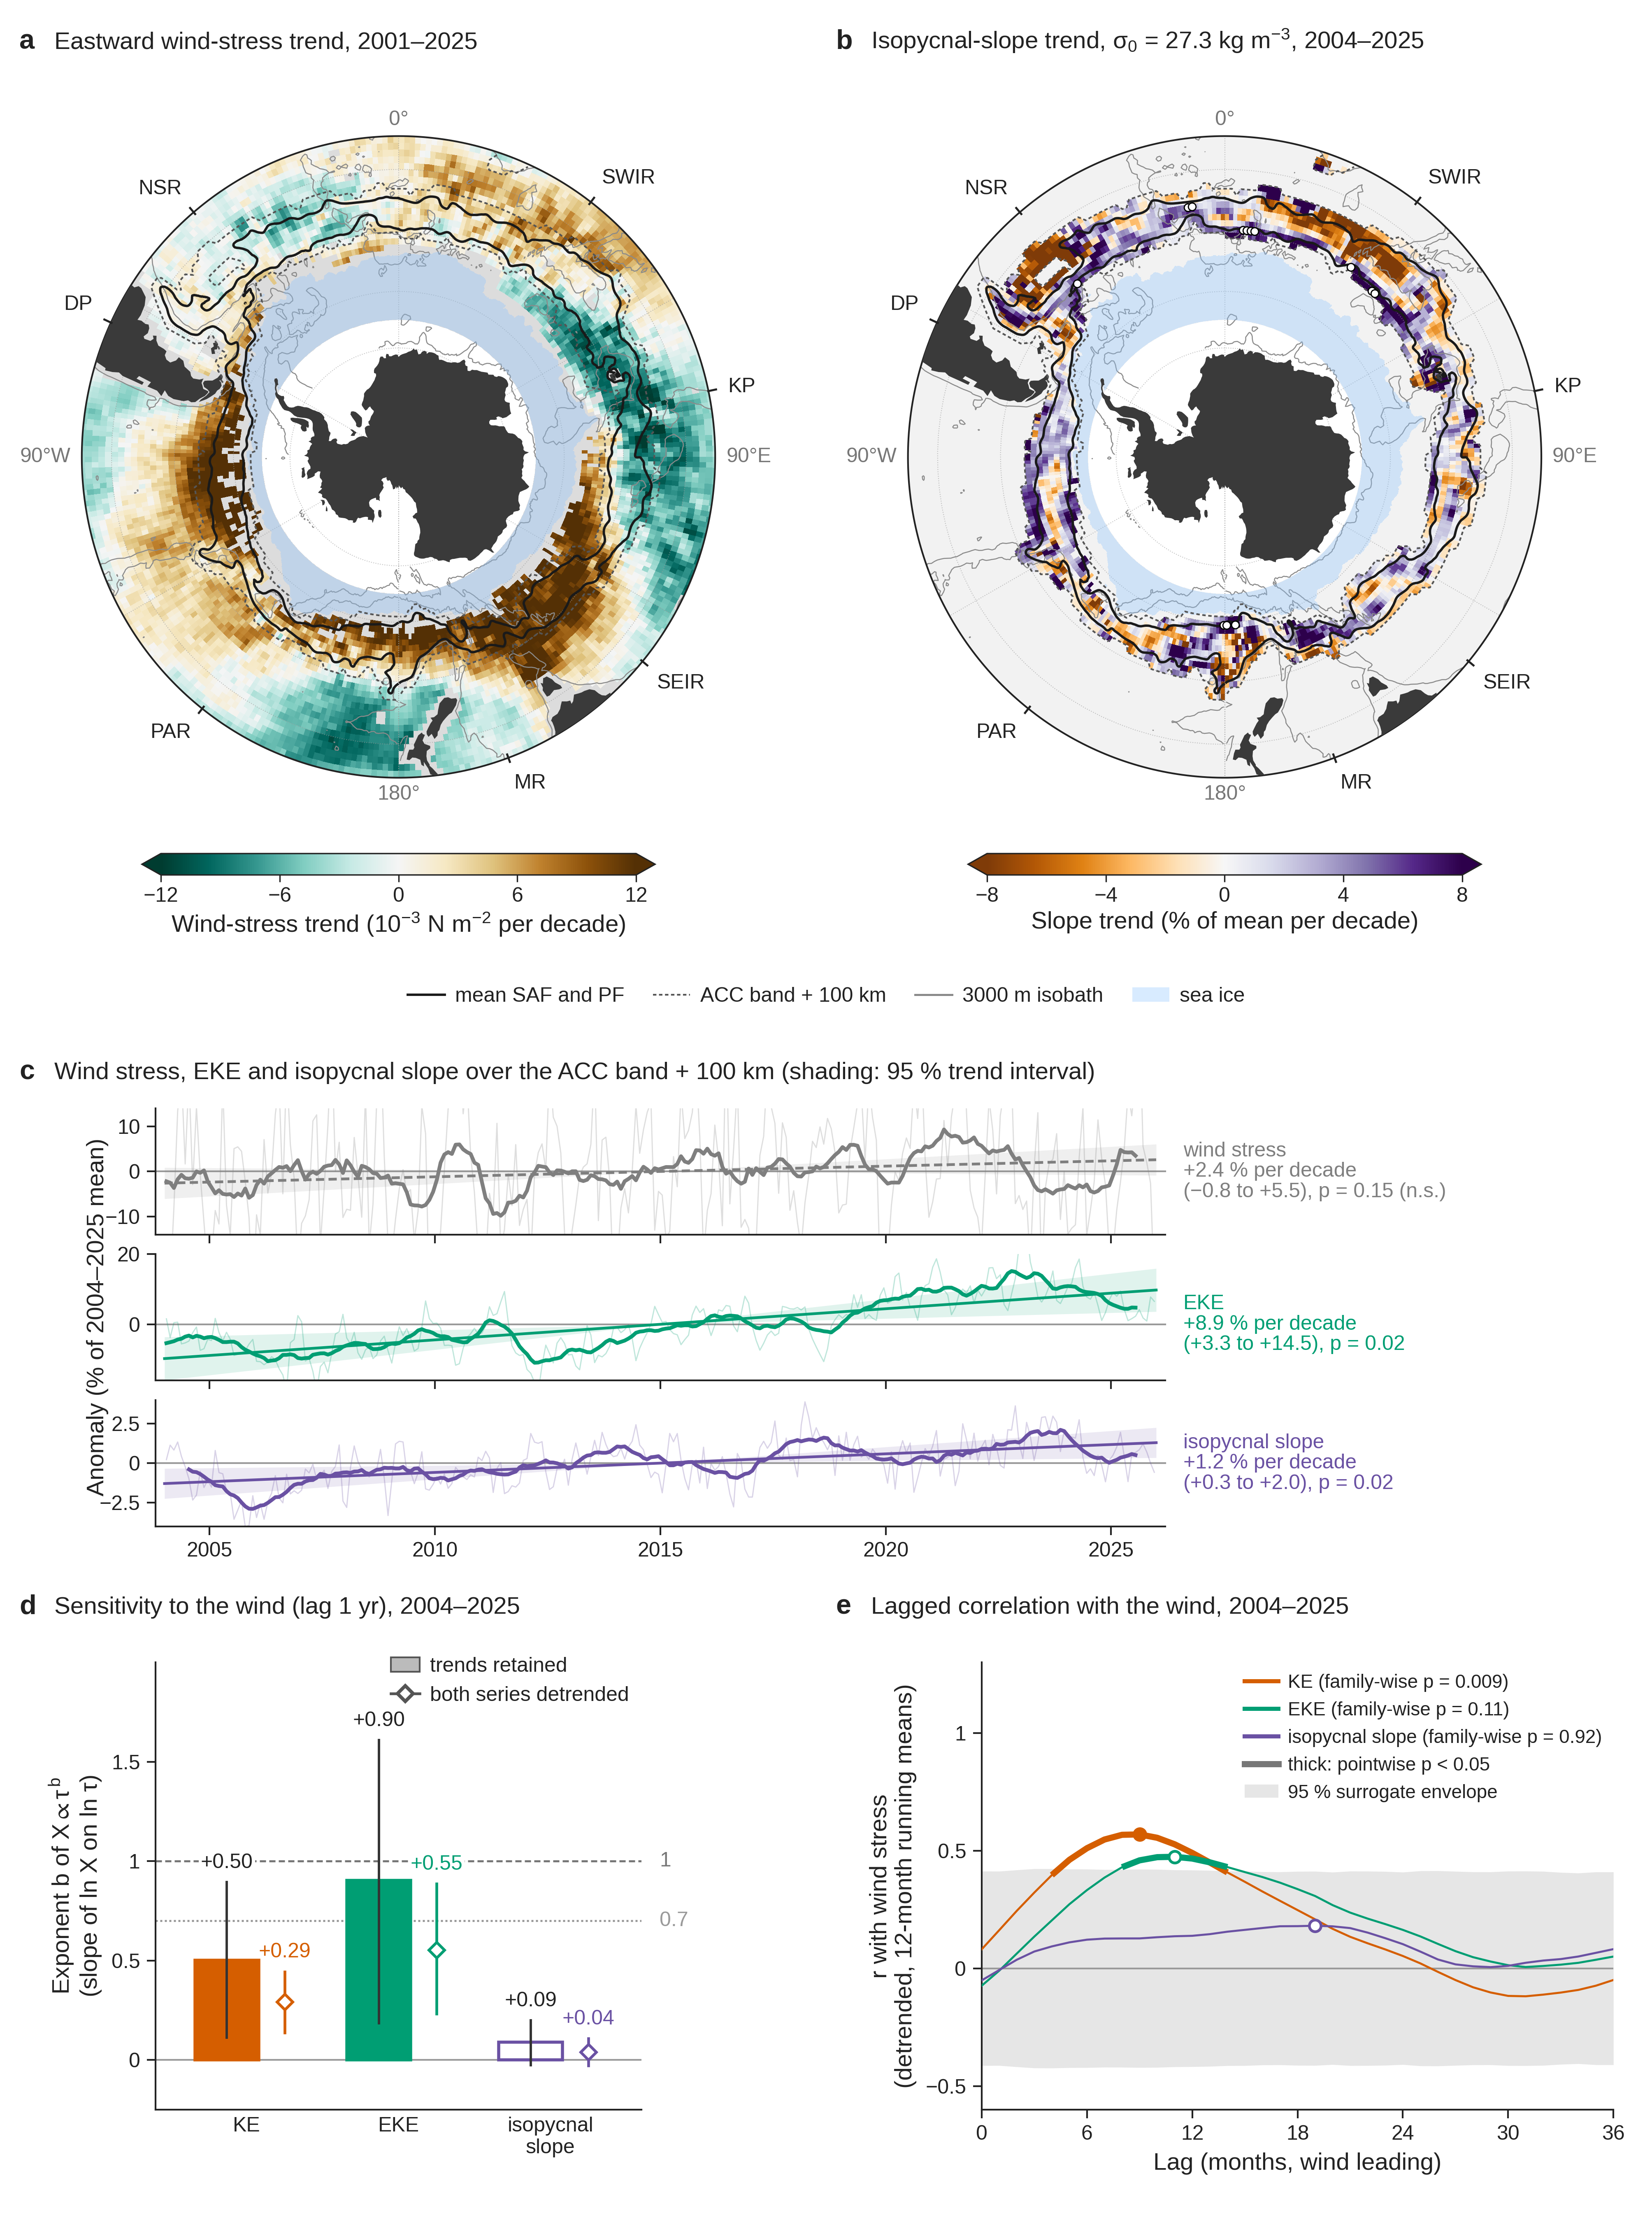 a Eastward wind-stress trend, 2001–2025
b Isopycnal-slope trend, σ₀ = 27.3 kg m⁻³, 2004–2025
0°
NSR
SWIR
DP
KP
90°W
90°E
SEIR
PAR
MR
180°
0°
NSR
SWIR
DP
KP
90°W
90°E
SEIR
PAR
MR
180°
−12 −6 0 6 12
Wind-stress trend (10⁻³ N m⁻² per decade)
−8 −4 0 4 8
Slope trend (% of mean per decade)
mean SAF and PF
ACC band + 100 km
3000 m isobath
sea ice
c Wind stress, EKE and isopycnal slope over the ACC band + 100 km (shading: 95 % trend interval)
Anomaly (% of 2004–2025 mean)
10
0
−10
wind stress
+2.4 % per decade
(−0.8 to +5.5), p = 0.15 (n.s.)
20
0
EKE
+8.9 % per decade
(+3.3 to +14.5), p = 0.02
2.5
0
−2.5
isopycnal slope
+1.2 % per decade
(+0.3 to +2.0), p = 0.02
2005 2010 2015 2020 2025
d Sensitivity to the wind (lag 1 yr), 2004–2025
Exponent b of X ∝ τᵇ
(slope of ln X on ln τ)
trends retained
both series detrended
1.5
1
0.5
0
+0.90
+0.50
+0.55
+0.29
+0.09
+0.04
1
0.7
KE
EKE
isopycnal
slope
e Lagged correlation with the wind, 2004–2025
r with wind stress
(detrended, 12-month running means)
KE (family-wise p = 0.009)
EKE (family-wise p = 0.11)
isopycnal slope (family-wise p = 0.92)
thick: pointwise p < 0.05
95 % surrogate envelope
1
0.5
0
−0.5
0 6 12 18 24 30 36
Lag (months, wind leading)